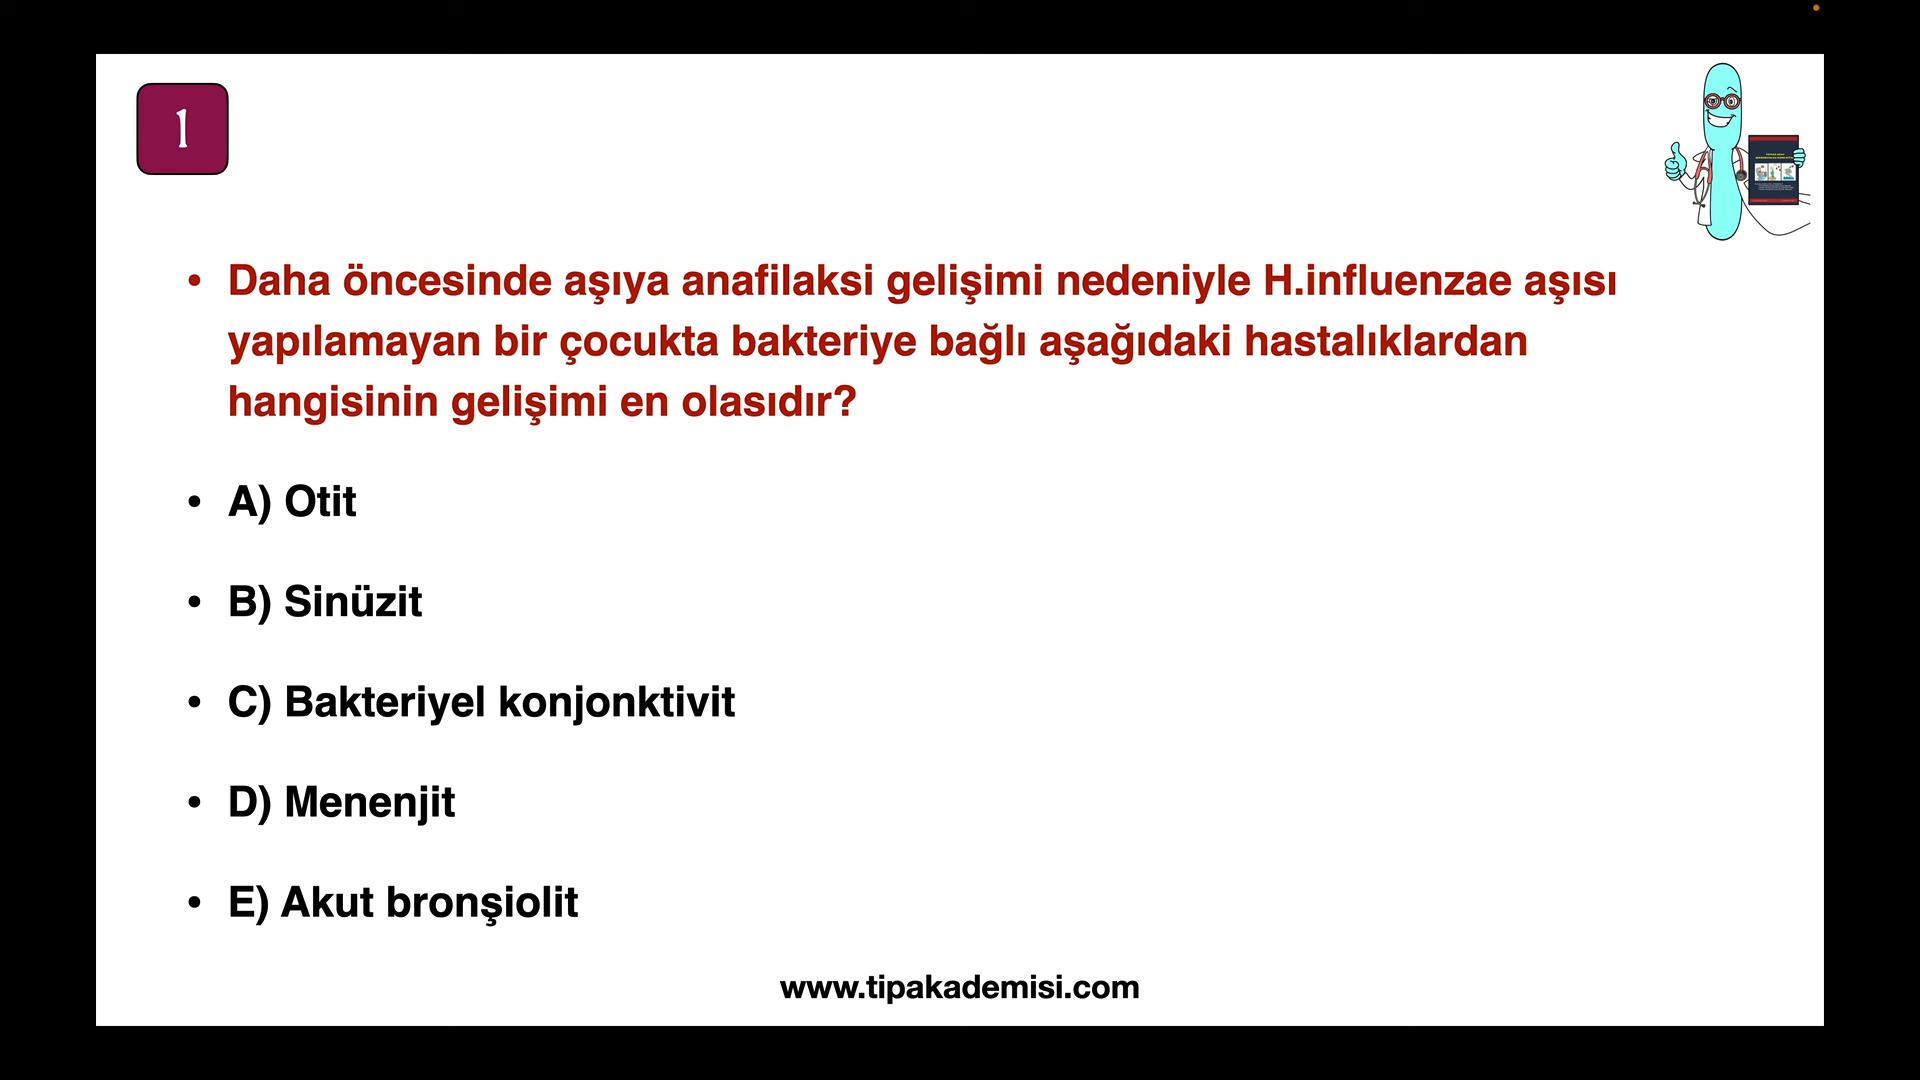 1
• Daha öncesinde aşıya anafilaksi gelişimi nedeniyle H.influenzae aşısı
yapılamayan bir çocukta bakteriye bağlı aşağıdaki hastalıklardan
hangisinin gelişimi en olasıdır?
• A) Otit
• B) Sinüzit
• C) Bakteriyel konjonktivit
• D) Menenjit
• E) Akut bronşiolit
www.tipakademisi.com